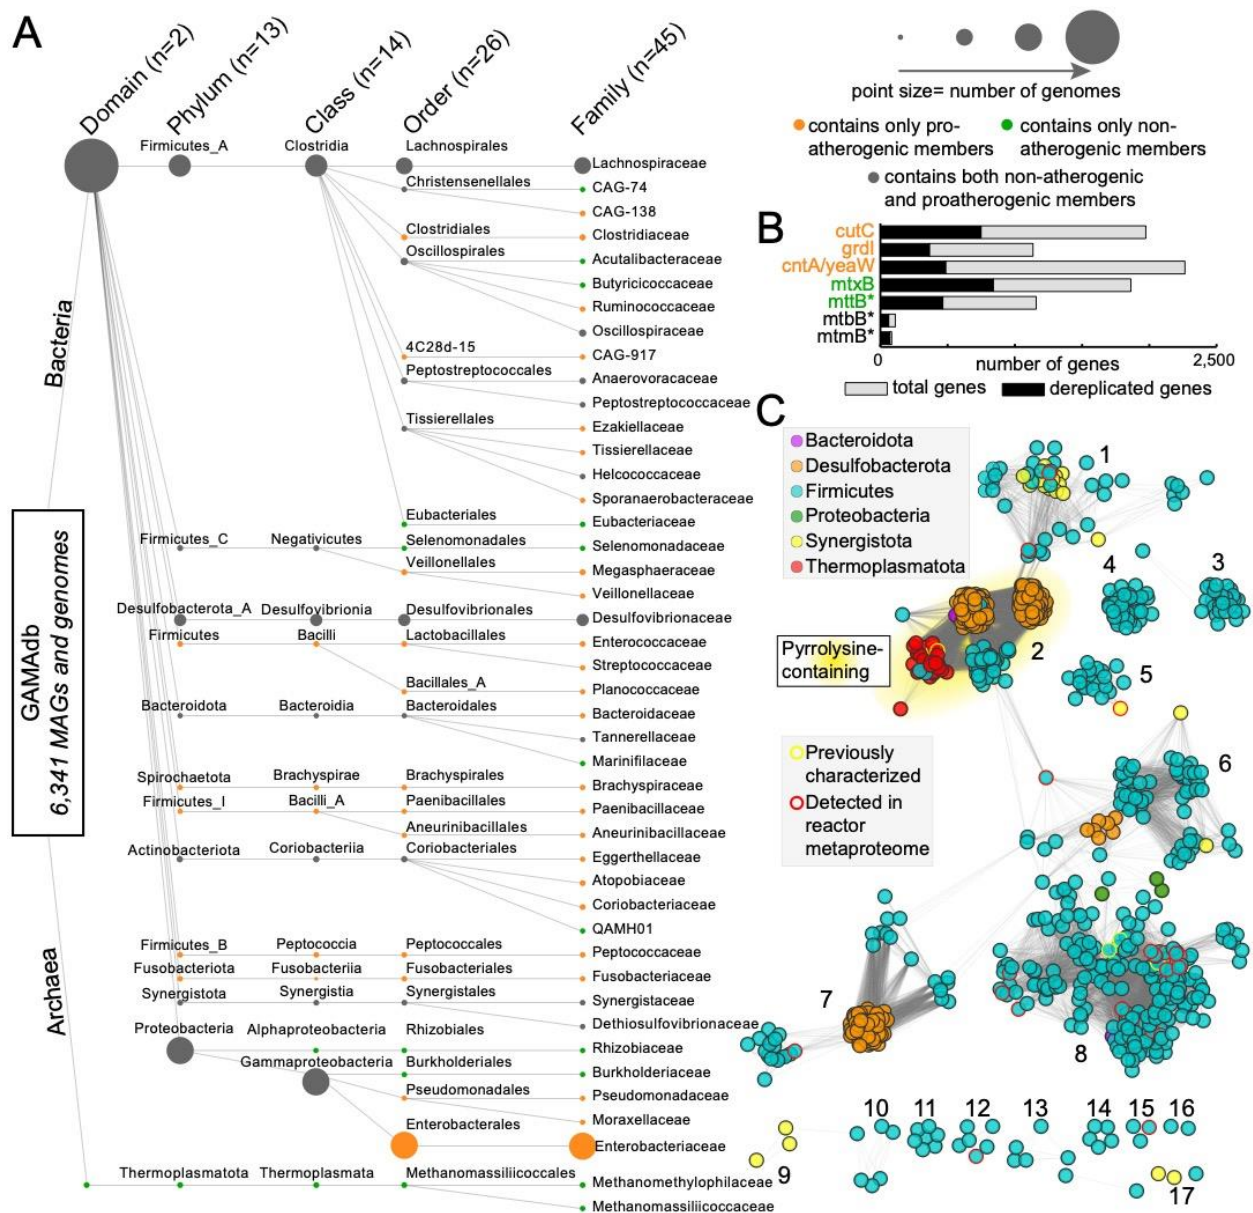 A
Domain (n=2)
Phylum (n=13)
Class (n=14)
Order (n=26)
Family (n=45)
GAMAdb
6,341 MAGs and genomes
Bacteria
Archaea
Firmicutes_A
Clostridia
Lachnospirales
Lachnospiraceae
Christensenellales
CAG-74
CAG-138
Clostridiales
Clostridiaceae
Oscillospirales
Acutalibacteraceae
Butyricicoccaceae
Ruminococcaceae
Oscillospiraceae
4C28d-15
CAG-917
Peptostreptococcales
Anaerovoracaceae
Peptostreptococcaceae
Tissierellales
Ezakiellaceae
Tissierellaceae
Helcococcaceae
Sporanaerobacteraceae
Eubacteriales
Eubacteriaceae
Firmicutes_C
Negativicutes
Selenomonadales
Selenomonadaceae
Veillonellales
Megasphaeraceae
Veillonellaceae
Desulfobacterota_A
Desulfovibrionia
Desulfovibrionales
Desulfovibrionaceae
Firmicutes
Bacilli
Lactobacillales
Enterococcaceae
Streptococcaceae
Bacillales_A
Planococcaceae
Bacteroidota
Bacteroidia
Bacteroidales
Bacteroidaceae
Tannerellaceae
Marinifilaceae
Spirochaetota
Brachyspirae
Brachyspirales
Brachyspiraceae
Firmicutes_I
Bacilli_A
Paenibacillales
Paenibacillaceae
Aneurinibacillales
Aneurinibacillaceae
Actinobacteriota
Coriobacteriia
Coriobacteriales
Eggerthellaceae
Atopobiaceae
Coriobacteriaceae
QAMH01
Firmicutes_B
Peptococcia
Peptococcales
Peptococcaceae
Fusobacteriota
Fusobacteriia
Fusobacteriales
Fusobacteriaceae
Synergistota
Synergistia
Synergistales
Synergistaceae
Dethiosulfovibrionaceae
Proteobacteria
Alphaproteobacteria
Rhizobiales
Rhizobiaceae
Gammaproteobacteria
Burkholderiales
Burkholderiaceae
Pseudomonadales
Pseudomonadaceae
Moraxellaceae
Enterobacterales
Enterobacteriaceae
Thermoplasmatota
Thermoplasmata
Methanomassiliicoccales
Methanomethylophilaceae
Methanomassiliicoccaceae
point size= number of genomes
contains only pro-
atherogenic members
contains only non-
atherogenic members
contains both non-atherogenic
and proatherogenic members
B
cutC
grdI
cntA/yeaW
mtxB
mttB*
mtbB*
mtmB*
0
number of genes
2,500
total genes
dereplicated genes
C
Bacteroidota
Desulfobacterota
Firmicutes
Proteobacteria
Synergistota
Thermoplasmatota
Pyrrolysine-
containing
Previously
characterized
Detected in
reactor
metaproteome
1
2
3
4
5
6
7
8
9
10
11
12
13
14
15
16
17